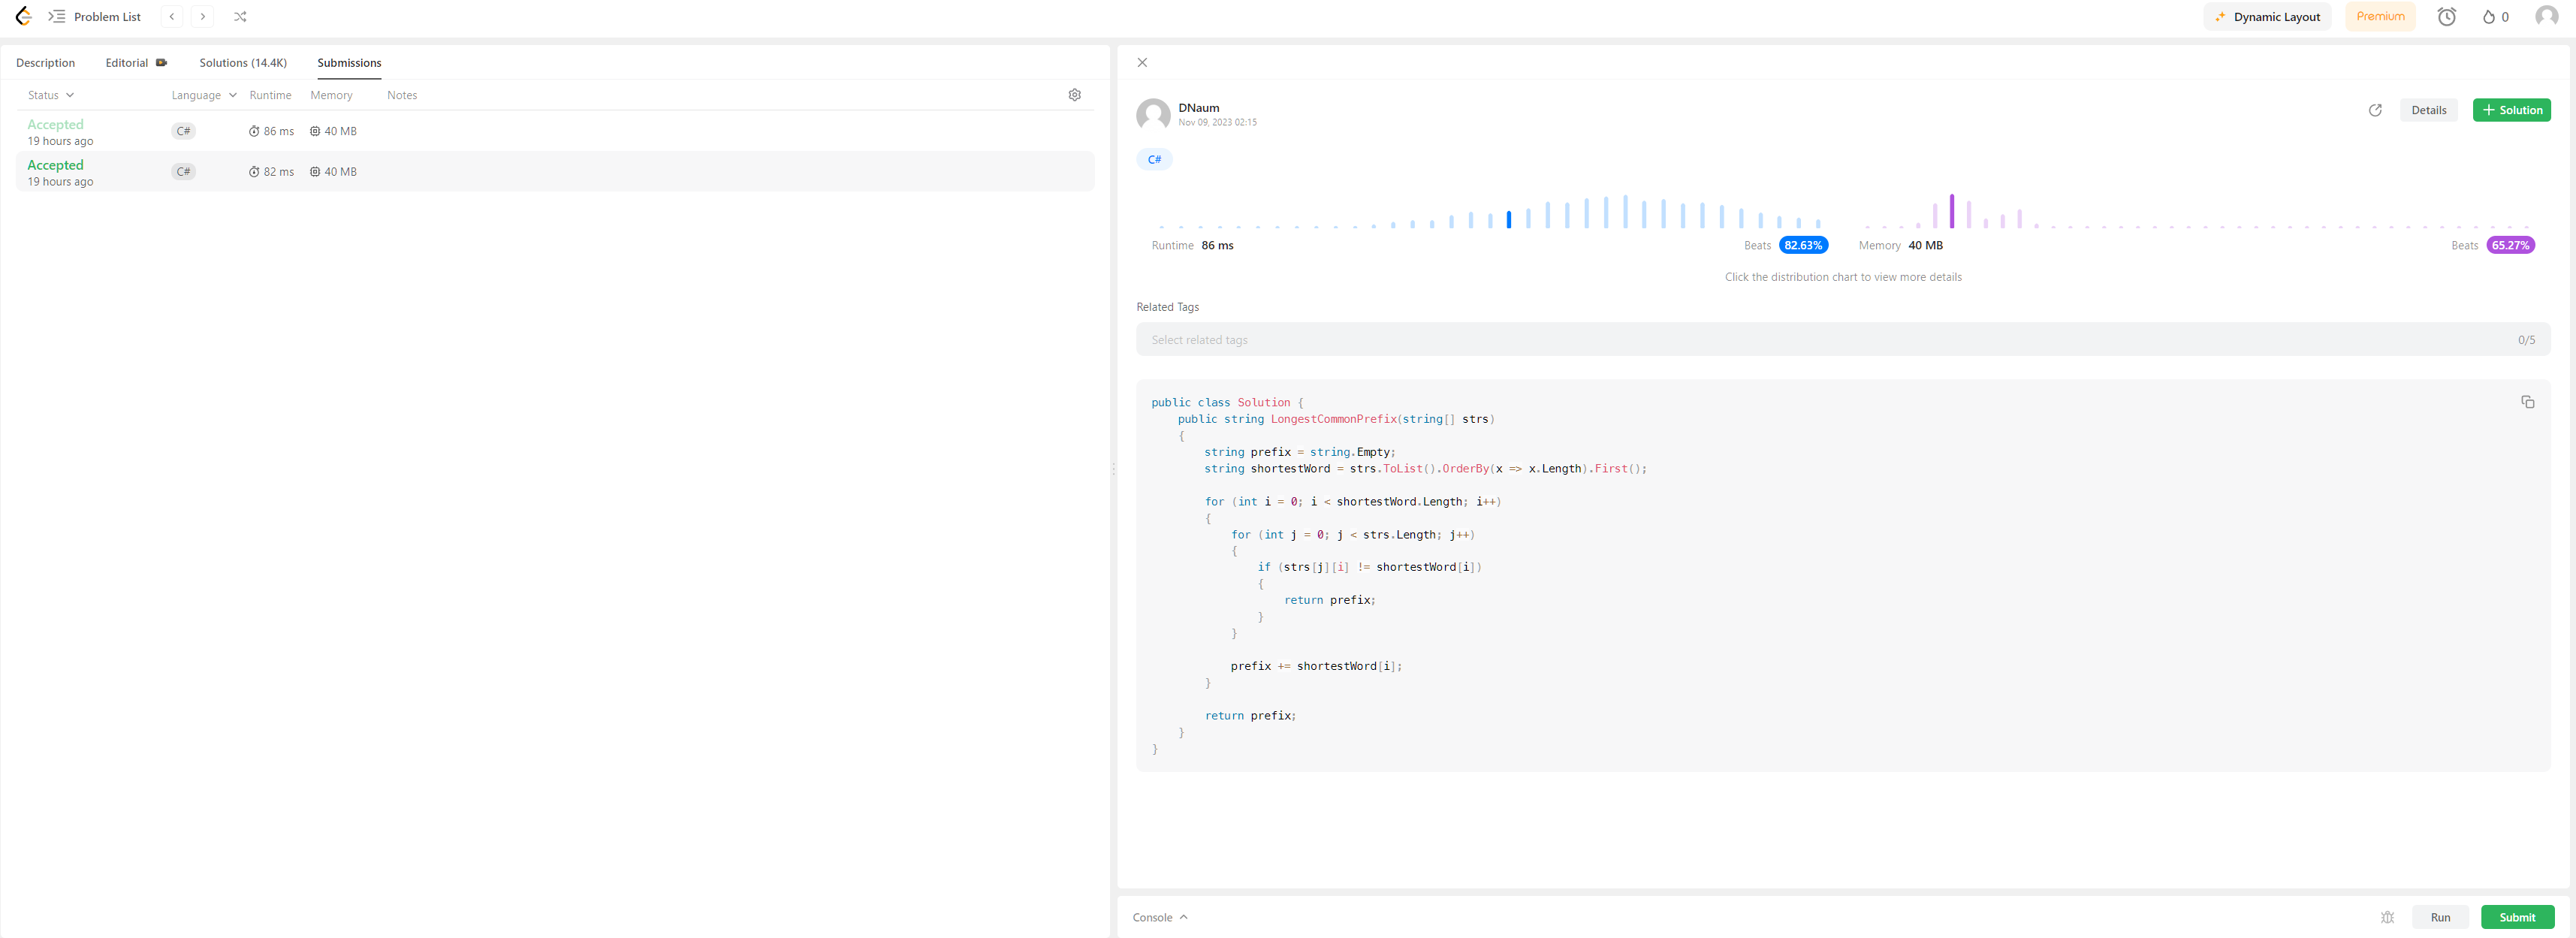 Problem List
Dynamic Layout
Premium
0
Description Editorial Solutions (14.4K) Submissions
Status Language Runtime Memory Notes
Accepted
19 hours ago
C# 86 ms 40 MB
Accepted
19 hours ago
C# 82 ms 40 MB
DNaum
Nov 09, 2023 02:15
Details
Solution
C#
Runtime 86 ms Beats 82.63% Memory 40 MB Beats 65.27%
Click the distribution chart to view more details
Related Tags
Select related tags 0/5
public class Solution {
    public string LongestCommonPrefix(string[] strs)
    {
        string prefix = string.Empty;
        string shortestWord = strs.ToList().OrderBy(x => x.Length).First();
        for (int i = 0; i < shortestWord.Length; i++)
        {
            for (int j = 0; j < strs.Length; j++)
            {
                if (strs[j][i] != shortestWord[i])
                {
                    return prefix;
                }
            }
            prefix += shortestWord[i];
        }
        return prefix;
    }
}
Console Run Submit